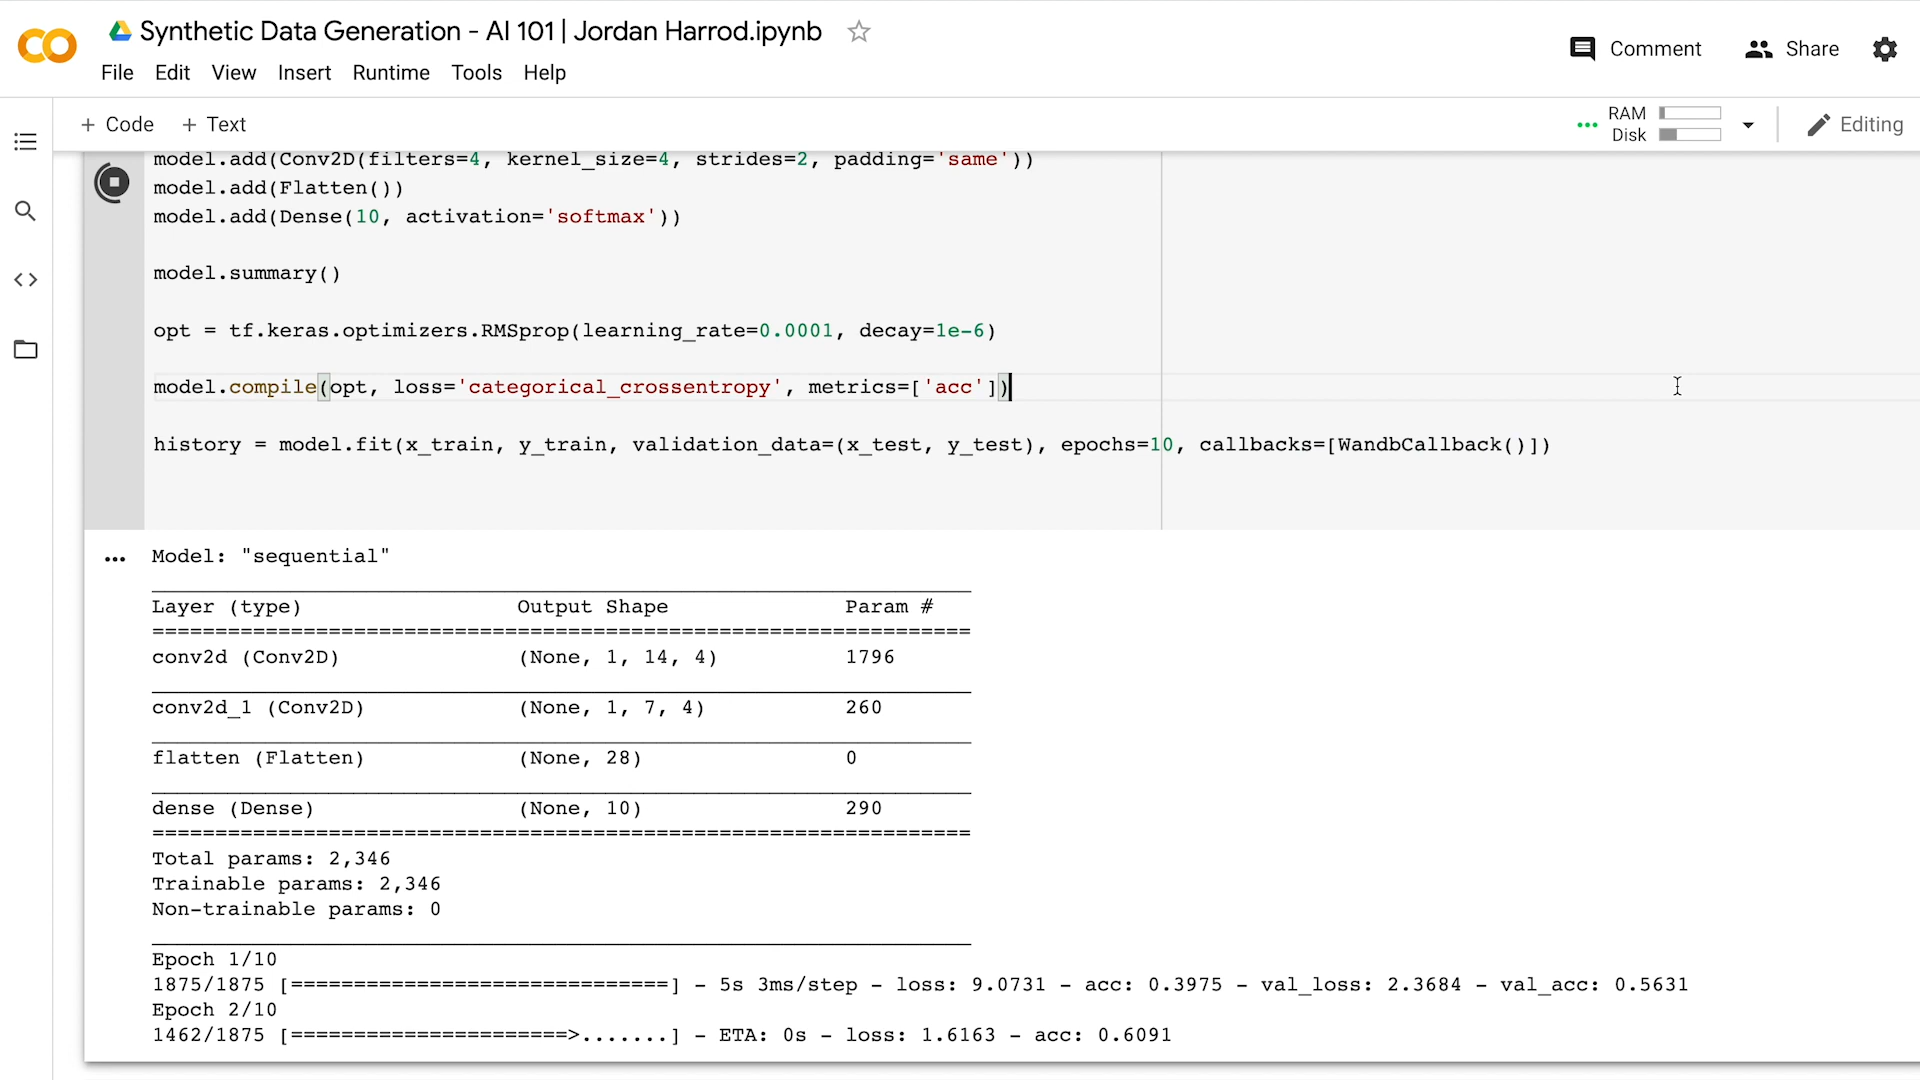 Synthetic Data Generation - AI 101 | Jordan Harrod.ipynb
File Edit View Insert Runtime Tools Help
Comment Share
+ Code + Text
RAM
Disk
Editing
model.add(Conv2D(filters=4, kernel_size=4, strides=2, padding='same'))
model.add(Flatten())
model.add(Dense(10, activation='softmax'))
model.summary()
opt = tf.keras.optimizers.RMSprop(learning_rate=0.0001, decay=1e-6)
model.compile(opt, loss='categorical_crossentropy', metrics=['acc'])
history = model.fit(x_train, y_train, validation_data=(x_test, y_test), epochs=10, callbacks=[WandbCallback()])
Model: "sequential"
Layer (type) Output Shape Param #
=================================================================
conv2d (Conv2D) (None, 1, 14, 4) 1796
conv2d_1 (Conv2D) (None, 1, 7, 4) 260
flatten (Flatten) (None, 28) 0
dense (Dense) (None, 10) 290
=================================================================
Total params: 2,346
Trainable params: 2,346
Non-trainable params: 0
Epoch 1/10
1875/1875 [==============================] - 5s 3ms/step - loss: 9.0731 - acc: 0.3975 - val_loss: 2.3684 - val_acc: 0.5631
Epoch 2/10
1462/1875 [======================>.......] - ETA: 0s - loss: 1.6163 - acc: 0.6091